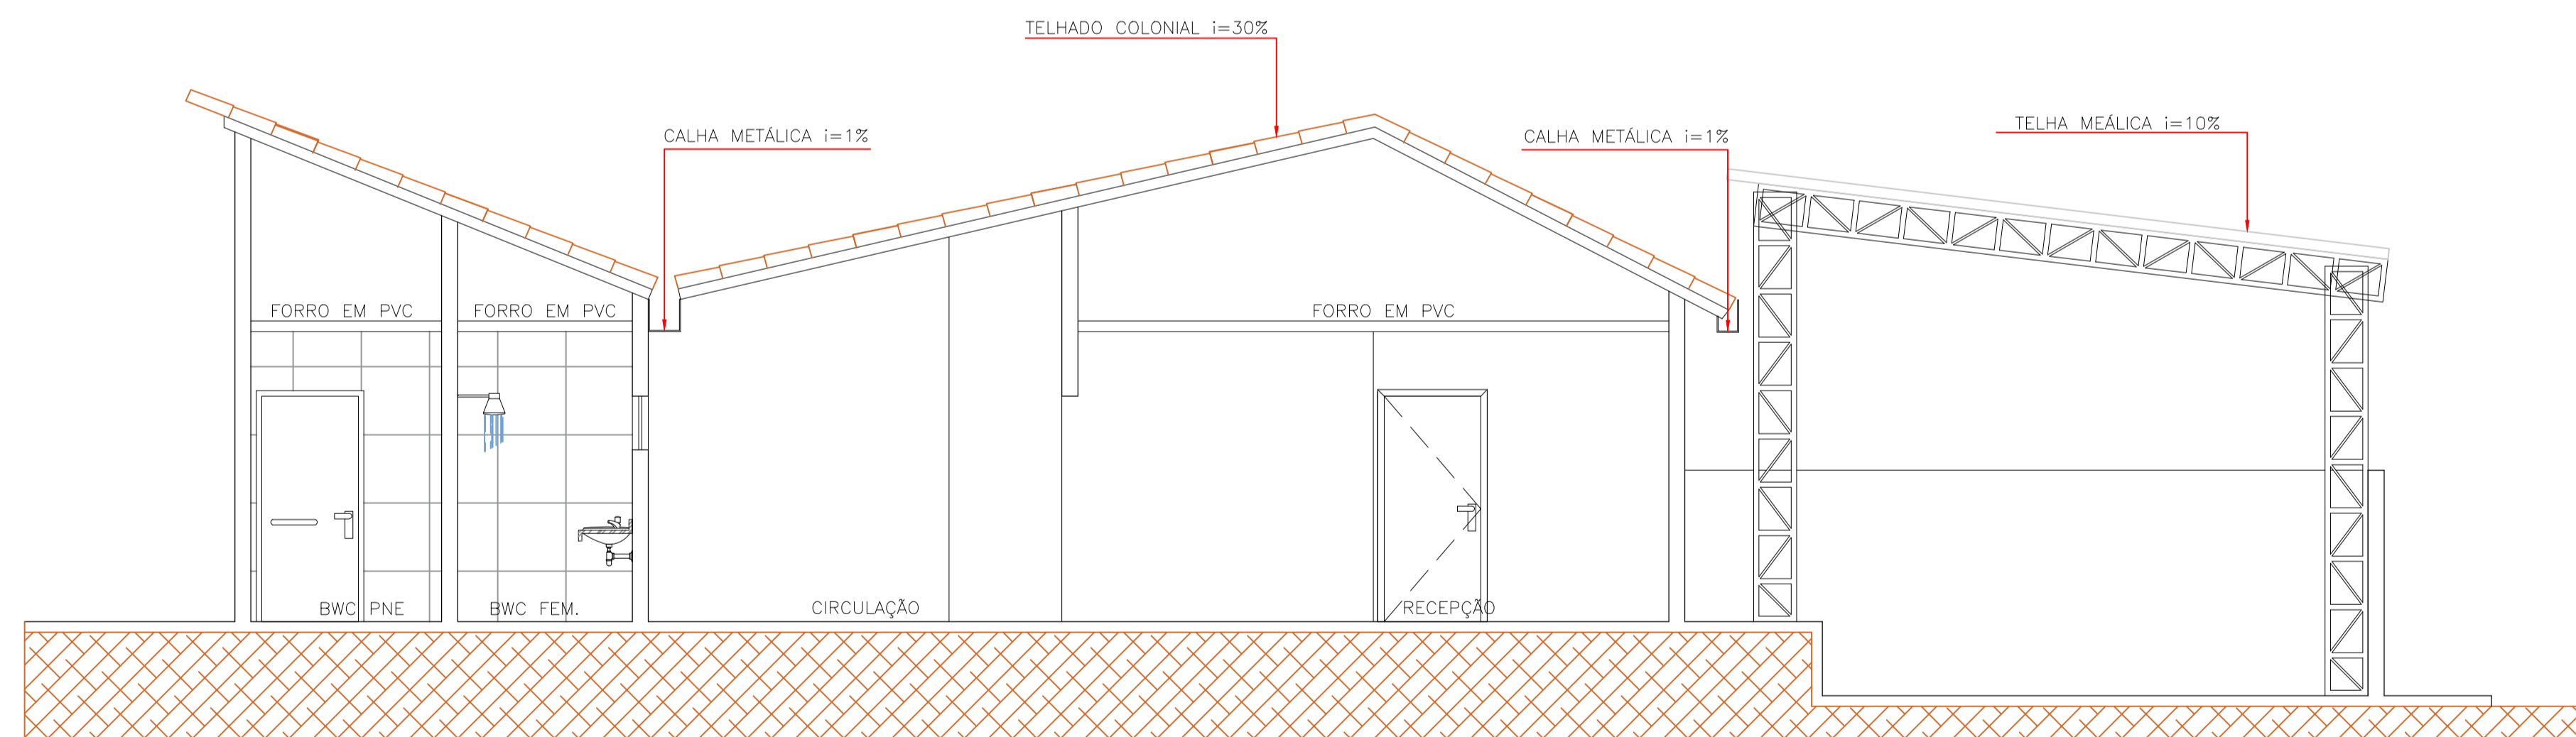 TELHADO COLONIAL i=30%
CALHA METÁLICA i=1%
CALHA METÁLICA i=1%
TELHA MEÁLICA i=10%
FORRO EM PVC
FORRO EM PVC
FORRO EM PVC
BWC PNE
BWC FEM.
CIRCULAÇÃO
RECEPÇÃO